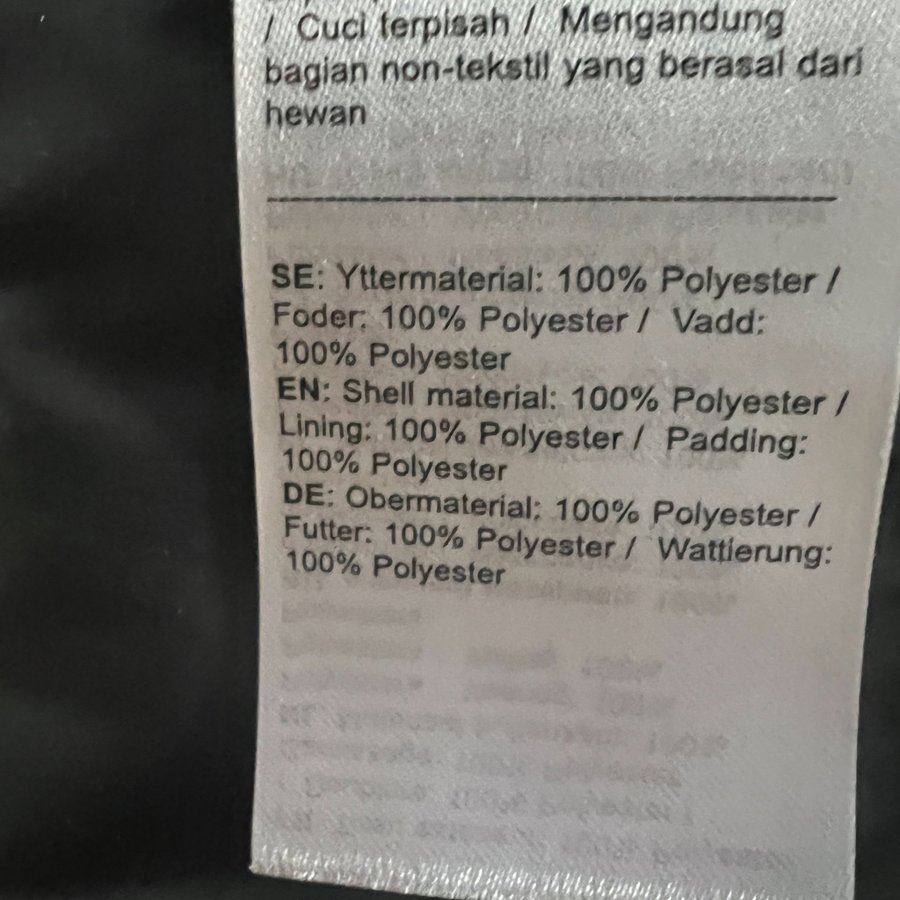 / Cuci terpisah / Mengandung
bagian non-tekstil yang berasal dari
hewan
SE: Yttermaterial: 100% Polyester /
Foder: 100% Polyester / Vadd:
100% Polyester
EN: Shell material: 100% Polyester /
Lining: 100% Polyester / Padding:
100% Polyester
DE: Obermaterial: 100% Polyester /
Futter: 100% Polyester / Wattierung:
100% Polyester